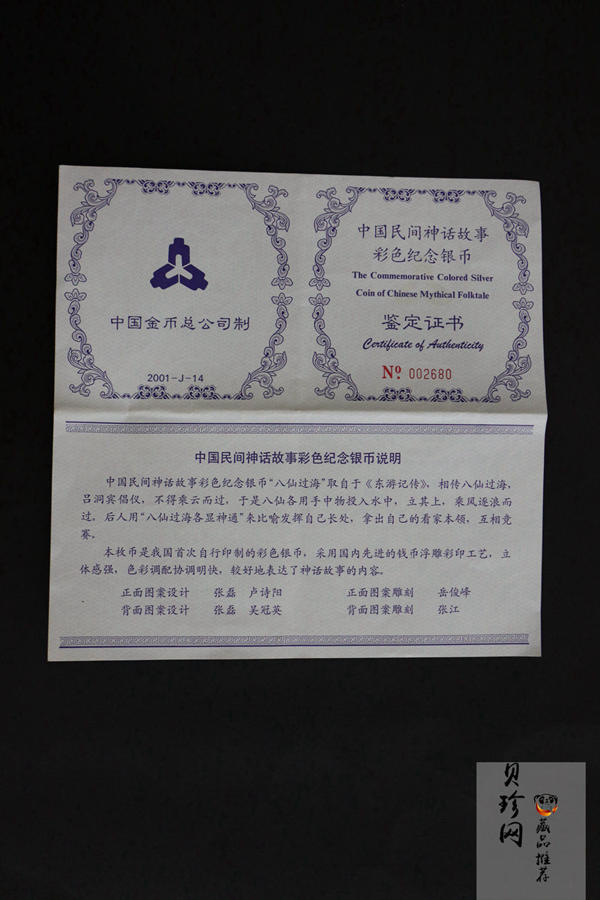 中国金币总公司制
2001-J-14
中国民间神话故事
彩色纪念银币
The Commemorative Colored Silver
Coin of Chinese Mythical Folktale
鉴定证书
Certificate of Authenticity
Nº 002680
中国民间神话故事彩色纪念银币说明
中国民间神话故事彩色纪念银币“八仙过海”取自于《东游记传》，相传八仙过海，
吕洞宾倡仪，不得乘云而过，于是八仙各用手中物投入水中，立其上，乘风逐浪而
过。后人用“八仙过海各显神通”来比喻发挥自己长处，拿出自己的看家本领，互相竞
赛。
本枚币是我国首次自行印制的彩色银币，采用国内先进的钱币浮雕彩印工艺，立
体感强，色彩调配协调明快，较好地表达了神话故事的内容。
正面图案设计 张磊 卢诗阳 正面图案雕刻 岳俊峰
背面图案设计 张磊 吴冠英 背面图案雕刻 张江
贝珍网
藏品推荐